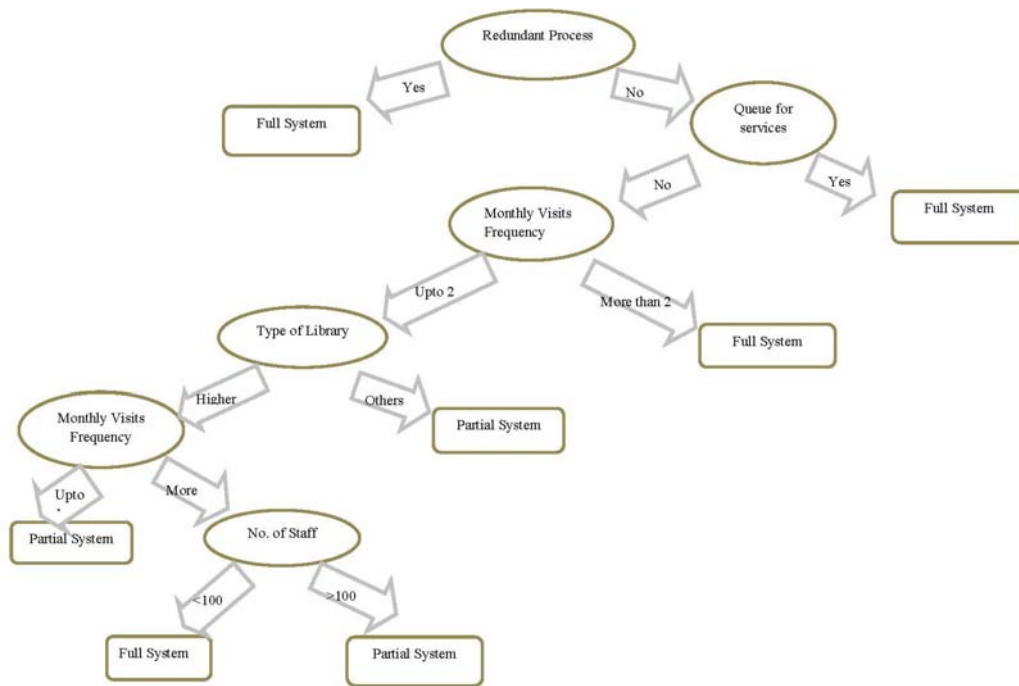 Redundant Process
Yes
No
Full System
Queue for
services
No
Yes
Full System
Monthly Visits
Frequency
Upto 2
More than 2
Type of Library
Full System
Higher
Others
Monthly Visits
Frequency
Partial System
Upto
More
Partial System
No. of Staff
<100
>100
Full System
Partial System